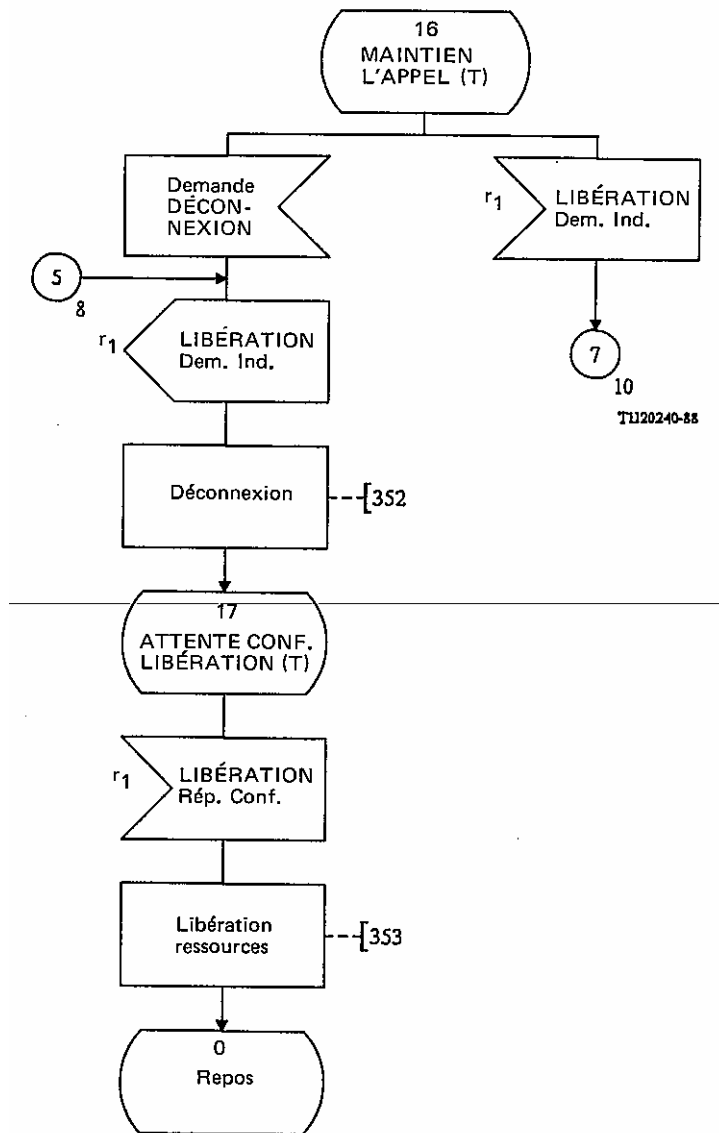 16
MAINTIEN
L'APPEL (T)
Demande
DÉCON-
NEXION
r1
LIBÉRATION
Dem. Ind.
5
8
r1
LIBÉRATION
Dem. Ind.
7
10
T1120240-88
Déconnexion
352
17
ATTENTE CONF.
LIBÉRATION (T)
r1
LIBÉRATION
Rép. Conf.
Libération
ressources
353
0
Repos